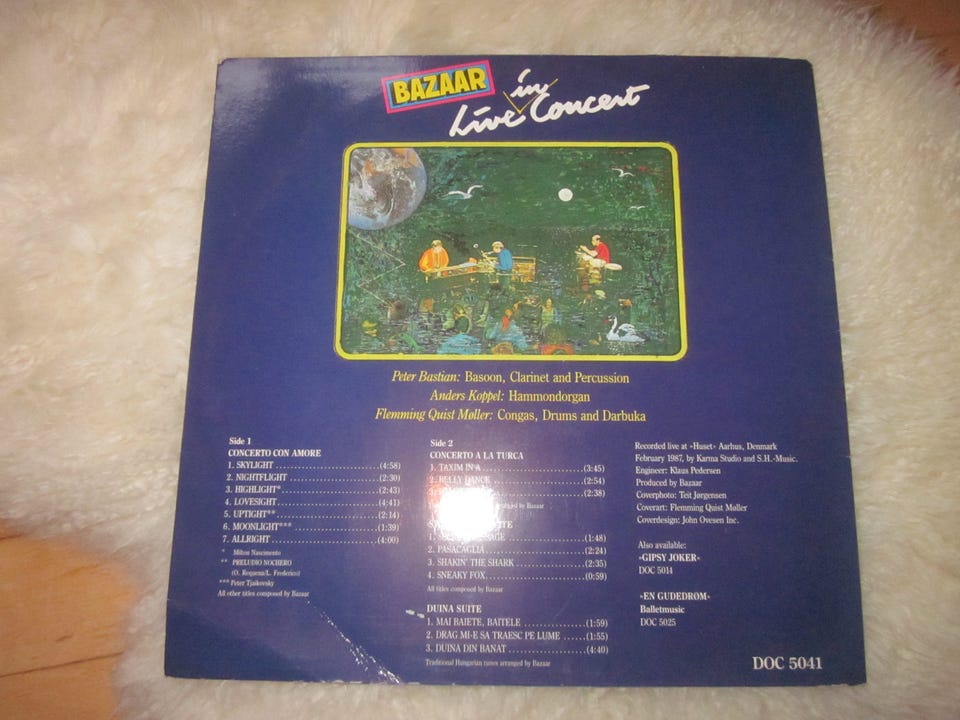 BAZAAR
Live in Concert
Peter Bastian: Basoon, Clarinet and Percussion
Anders Koppel: Hammondorgan
Flemming Quist Møller: Congas, Drums and Darbuka
Side 1
CONCERTO CON AMORE
1. SKYLIGHT ........................(4:58)
2. NIGHTFLIGHT .....................(2:30)
3. HIGHLIGHT* ......................(2:43)
4. LOVESIGHT .......................(4:41)
5. UPTIGHT** .......................(2:14)
6. MOONLIGHT*** ....................(1:39)
7. ALLRIGHT ........................(4:00)
* Milton Nascimento
** PRELUDIO NOCHERO
(O. Requena/L. Frederico)
*** Peter Tjaikovsky
All other titles composed by Bazaar
Side 2
CONCERTO A LA TURCA
1. TAXIM IN A ......................(3:45)
2. BELLY DANCE ......................(2:54)
(2:38)
by Bazaar
(1:48)
2. PASACAGLIA ......................(2:24)
3. SHAKIN' THE SHARK ...............(2:35)
4. SNEAKY FOX ......................(0:59)
All titles composed by Bazaar
DUINA SUITE
1. MAI BAIETE, BAITELE .............(1:59)
2. DRAG MI-E SA TRAESC PE LUME ......(1:55)
3. DUINA DIN BANAT .................(4:40)
Traditional Hungarian tunes arranged by Bazaar
Recorded live at »Huset« Aarhus, Denmark
February 1987, by Karma Studio and S.H.-Music.
Engineer: Klaus Pedersen
Produced by Bazaar
Coverphoto: Teit Jørgensen
Coverart: Flemming Quist Møller
Coverdesign: John Ovesen Inc.
Also available:
»GIPSY JOKER«
DOC 5014
»EN GUDEDRØM«
Balletmusic
DOC 5025
DOC 5041